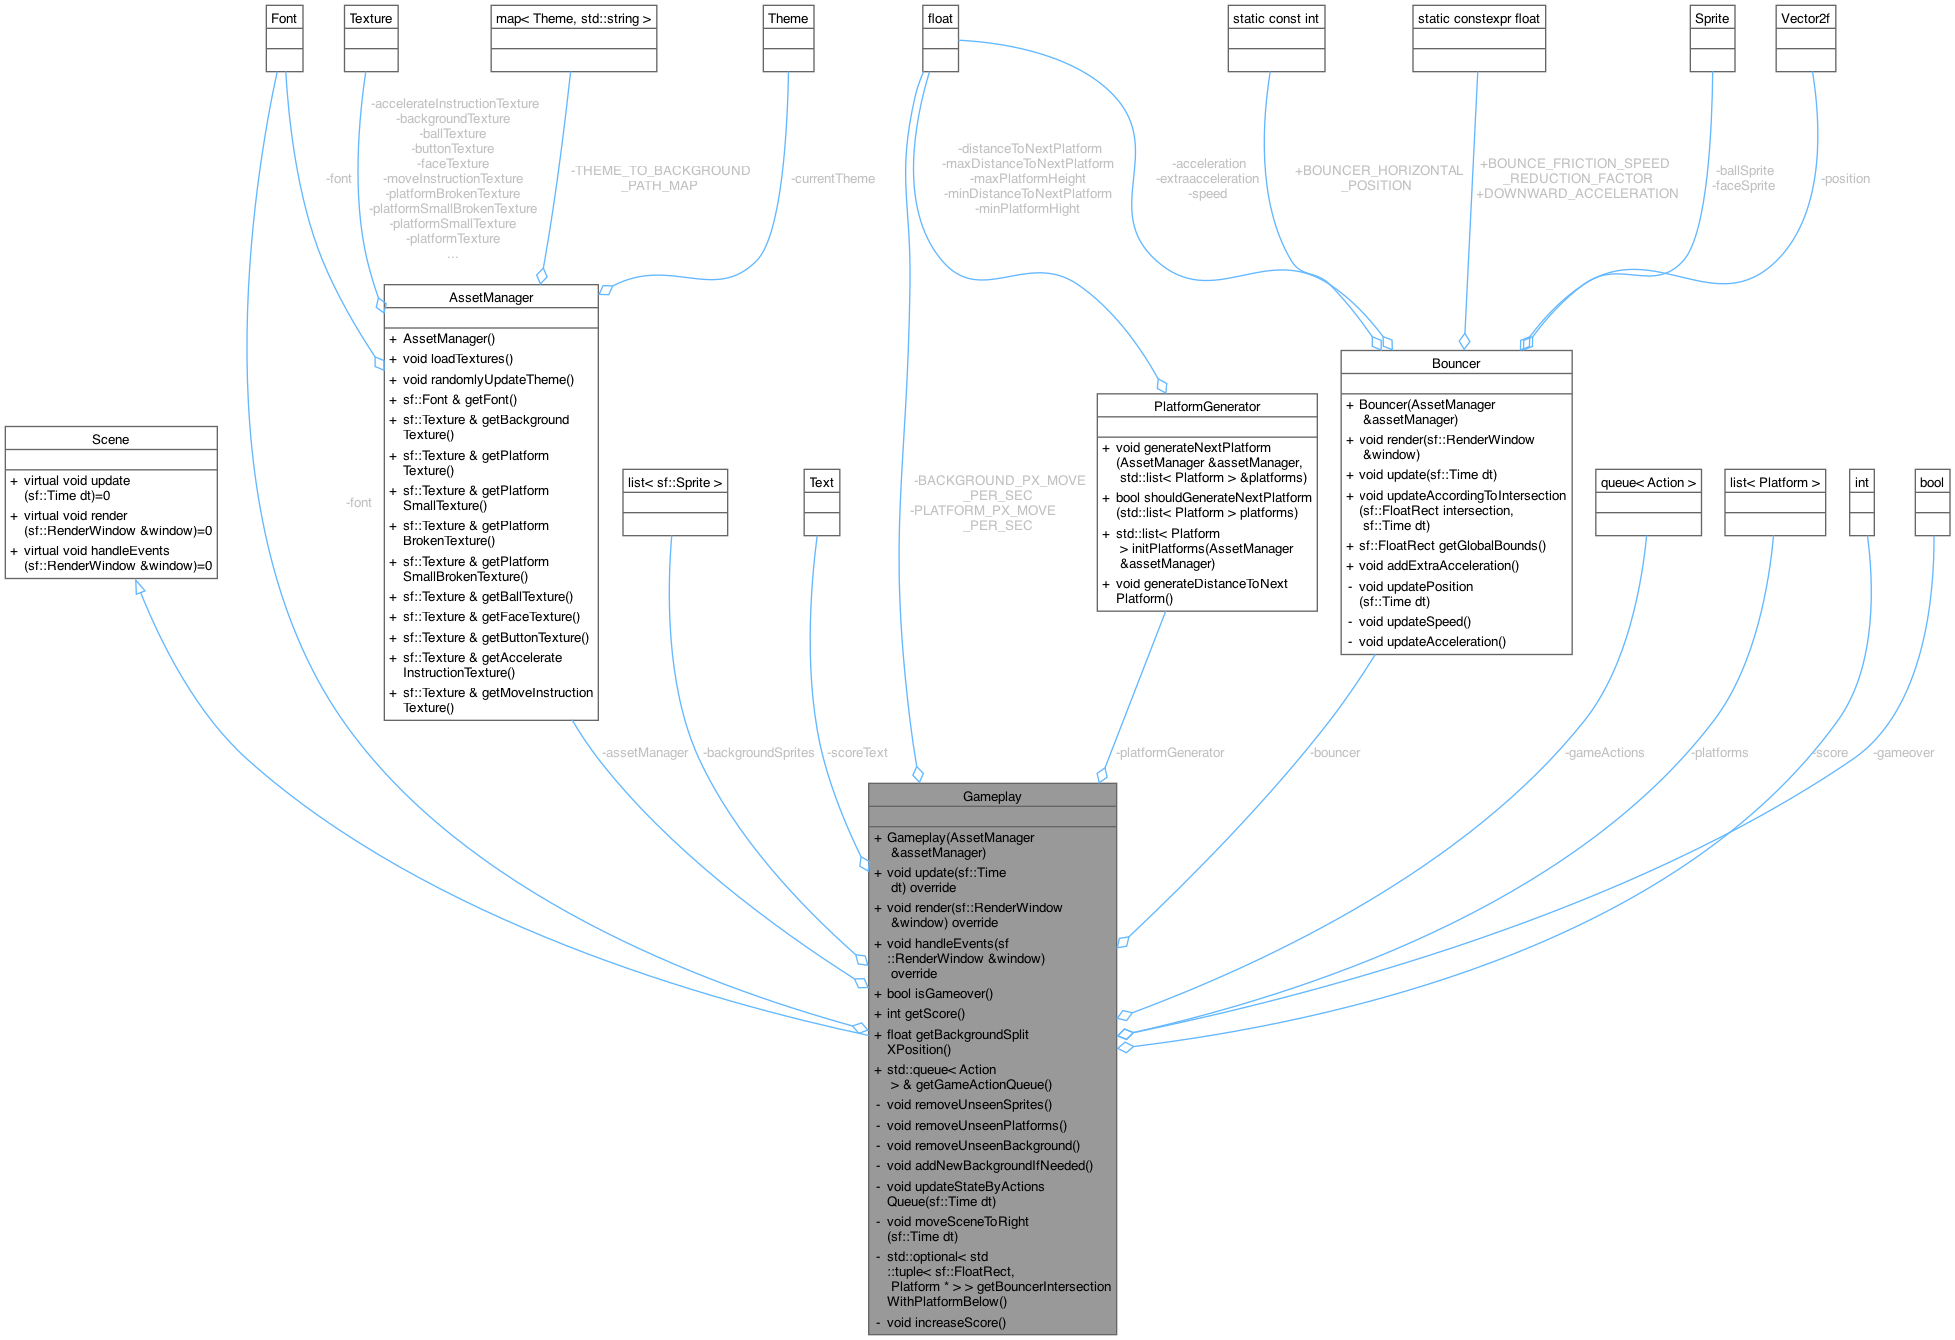 Font
Texture
map< Theme, std::string >
Theme
float
static const int
static constexpr float
Sprite
Vector2f
-font
-accelerateInstructionTexture
-backgroundTexture
-ballTexture
-buttonTexture
-faceTexture
-moveInstructionTexture
-platformBrokenTexture
-platformSmallBrokenTexture
-platformSmallTexture
-platformTexture
...
-THEME_TO_BACKGROUND
_PATH_MAP
-currentTheme
-distanceToNextPlatform
-maxDistanceToNextPlatform
-maxPlatformHeight
-minDistanceToNextPlatform
-minPlatformHight
-acceleration
-extraacceleration
-speed
+BOUNCER_HORIZONTAL
_POSITION
+BOUNCE_FRICTION_SPEED
_REDUCTION_FACTOR
+DOWNWARD_ACCELERATION
-ballSprite
-faceSprite
-position
AssetManager
+ AssetManager()
+ void loadTextures()
+ void randomlyUpdateTheme()
+ sf::Font & getFont()
+ sf::Texture & getBackground
Texture()
+ sf::Texture & getPlatform
Texture()
+ sf::Texture & getPlatform
SmallTexture()
+ sf::Texture & getPlatform
BrokenTexture()
+ sf::Texture & getPlatform
SmallBrokenTexture()
+ sf::Texture & getBallTexture()
+ sf::Texture & getFaceTexture()
+ sf::Texture & getButtonTexture()
+ sf::Texture & getAccelerate
InstructionTexture()
+ sf::Texture & getMoveInstruction
Texture()
Bouncer
+ Bouncer(AssetManager
&assetManager)
+ void render(sf::RenderWindow
&window)
+ void update(sf::Time dt)
+ void updateAccordingToIntersection
(sf::FloatRect intersection,
sf::Time dt)
+ sf::FloatRect getGlobalBounds()
+ void addExtraAcceleration()
- void updatePosition
(sf::Time dt)
- void updateSpeed()
- void updateAcceleration()
PlatformGenerator
+ void generateNextPlatform
(AssetManager &assetManager,
std::list< Platform > &platforms)
+ bool shouldGenerateNextPlatform
(std::list< Platform > platforms)
+ std::list< Platform
> initPlatforms(AssetManager
&assetManager)
+ void generateDistanceToNext
Platform()
Scene
+ virtual void update
(sf::Time dt)=0
+ virtual void render
(sf::RenderWindow &window)=0
+ virtual void handleEvents
(sf::RenderWindow &window)=0
list< sf::Sprite >
Text
queue< Action >
list< Platform >
int
bool
-font
-BACKGROUND_PX_MOVE
_PER_SEC
-PLATFORM_PX_MOVE
_PER_SEC
-assetManager
-backgroundSprites
-scoreText
-platformGenerator
-bouncer
-gameActions
-platforms
-score
-gameover
Gameplay
+ Gameplay(AssetManager
&assetManager)
+ void update(sf::Time
dt) override
+ void render(sf::RenderWindow
&window) override
+ void handleEvents(sf
::RenderWindow &window)
override
+ bool isGameover()
+ int getScore()
+ float getBackgroundSplit
XPosition()
+ std::queue< Action
> & getGameActionQueue()
- void removeUnseenSprites()
- void removeUnseenPlatforms()
- void removeUnseenBackground()
- void addNewBackgroundIfNeeded()
- void updateStateByActions
Queue(sf::Time dt)
- void moveSceneToRight
(sf::Time dt)
- std::optional< std
::tuple< sf::FloatRect,
Platform * > > getBouncerIntersection
WithPlatformBelow()
- void increaseScore()